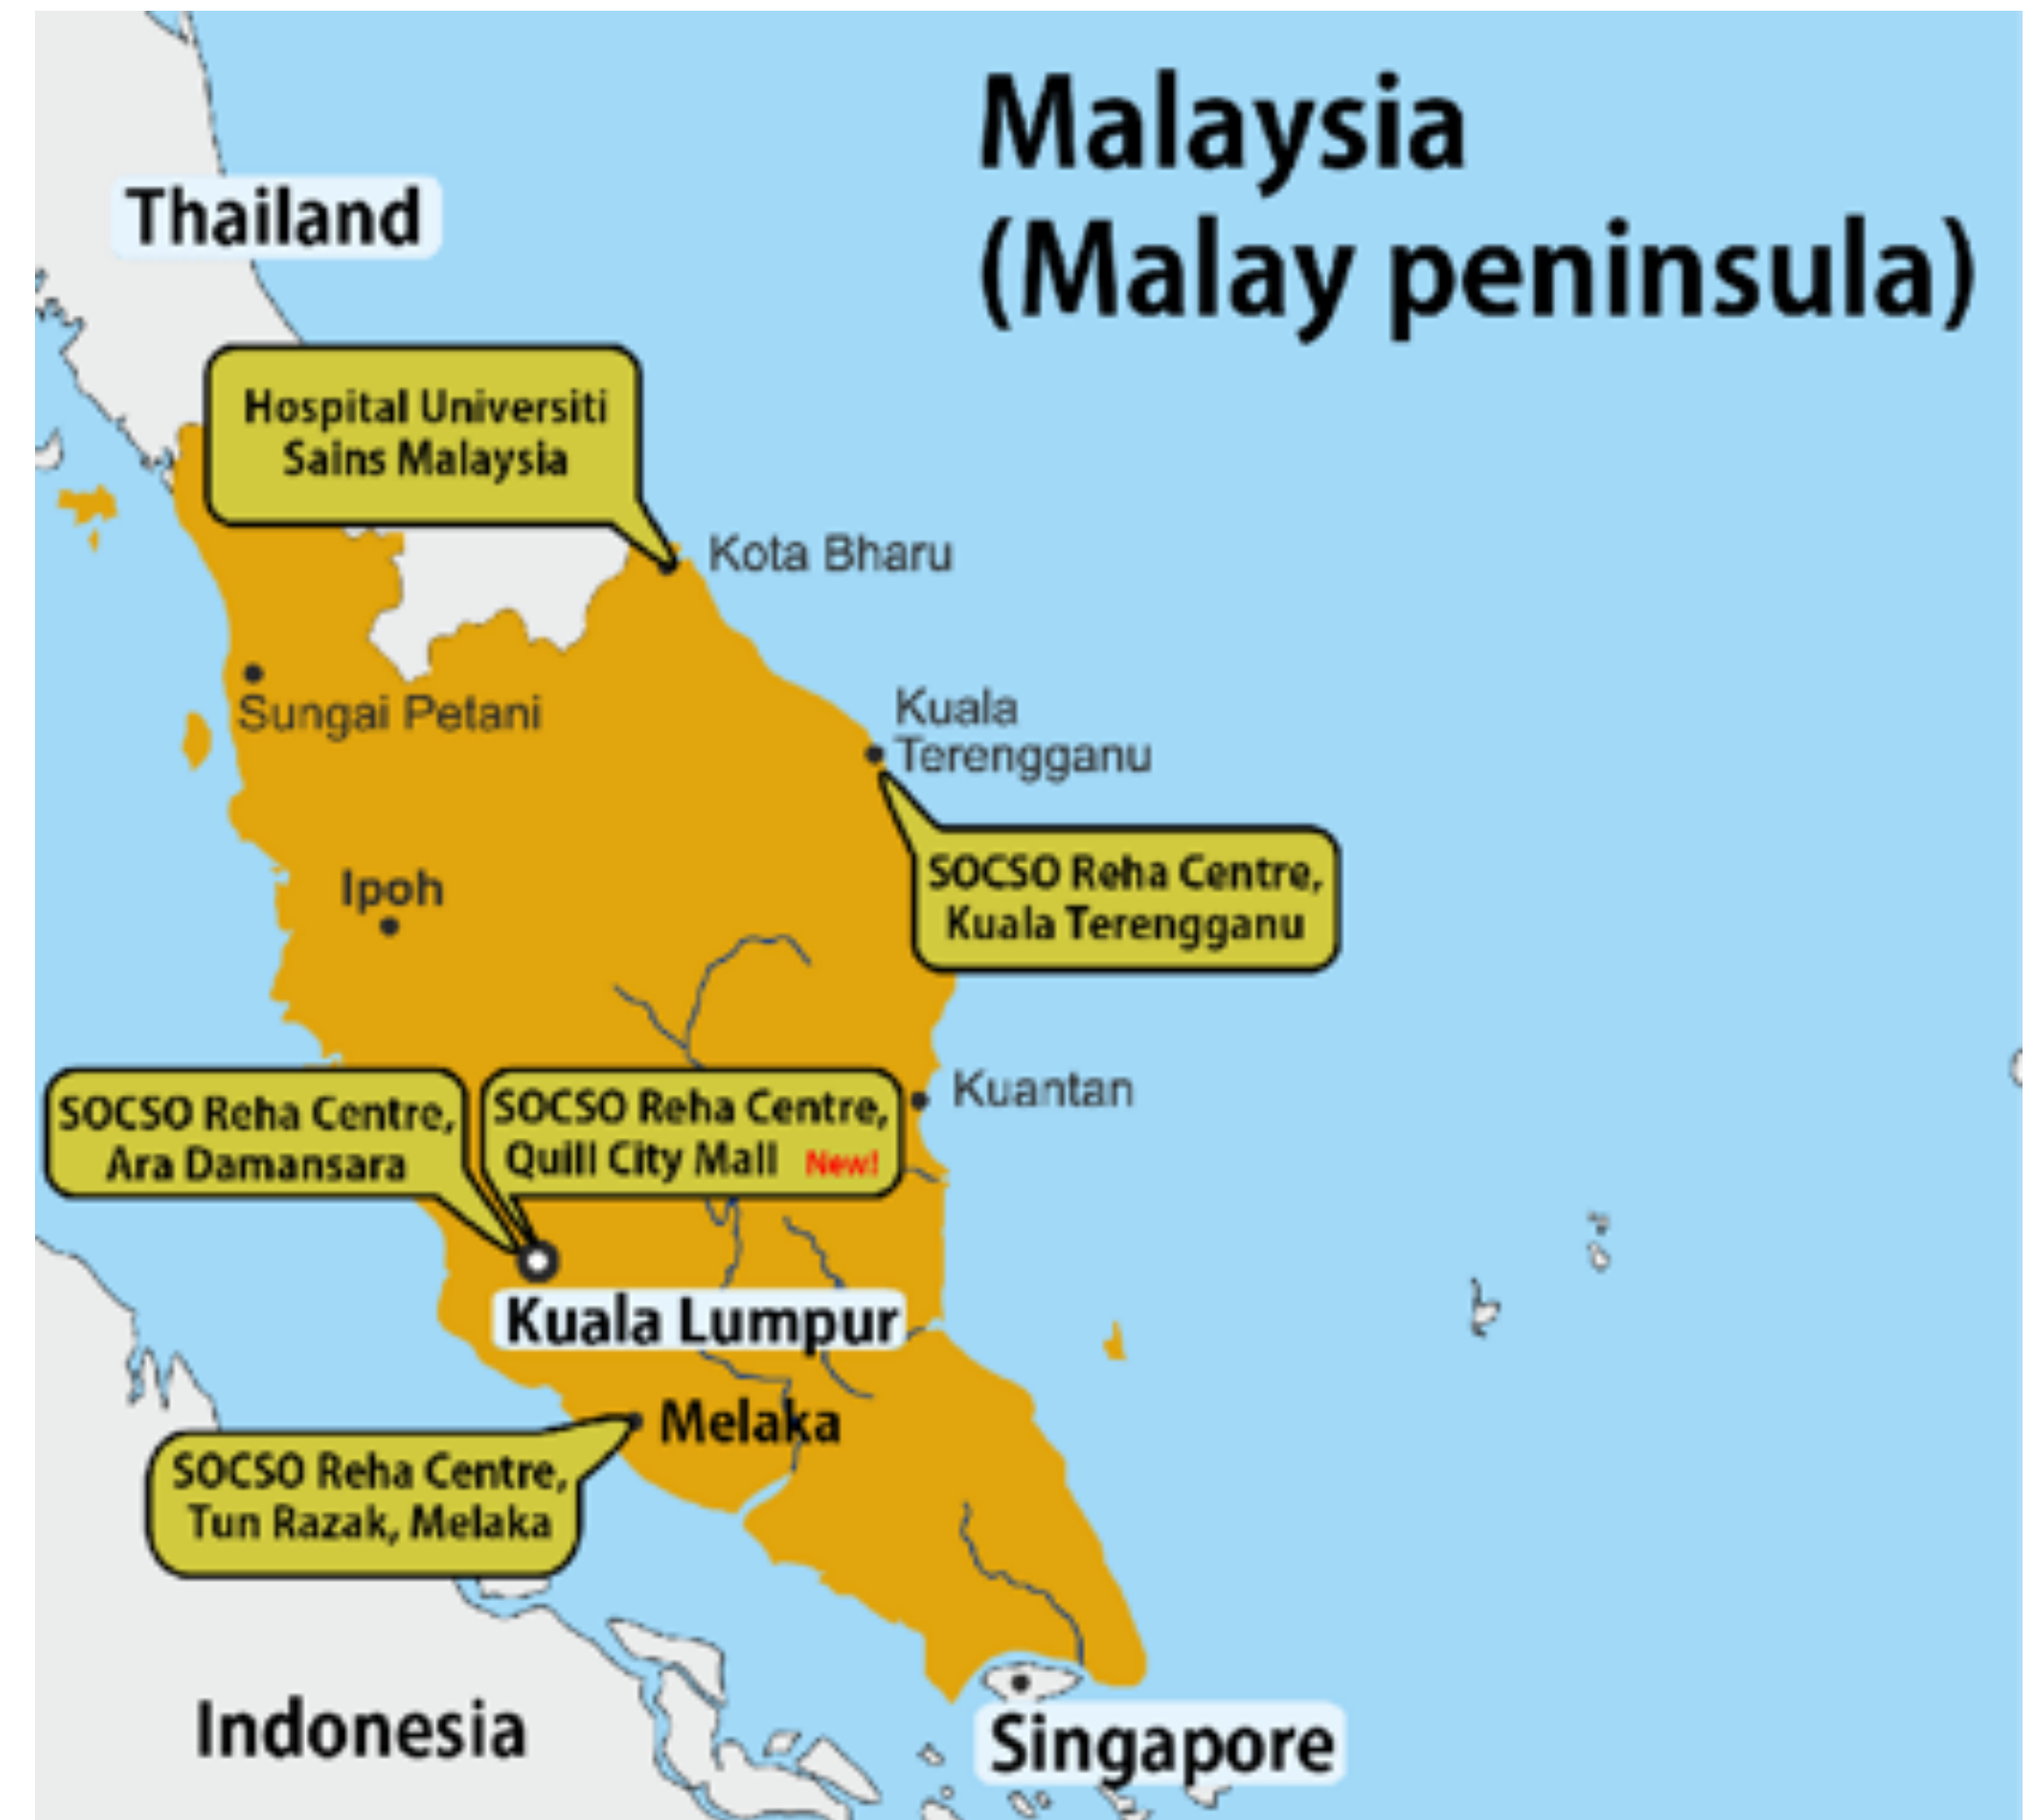 Malaysia
(Malay peninsula)
Thailand
Hospital Universiti
Sains Malaysia
Kota Bharu
Sungai Petani
Kuala
Terengganu
SOCSO Reha Centre,
Kuala Terengganu
Ipoh
SOCSO Reha Centre,
Ara Damansara
SOCSO Reha Centre,
Quill City Mall New!
Kuantan
Kuala Lumpur
Melaka
SOCSO Reha Centre,
Tun Razak, Melaka
Indonesia
Singapore